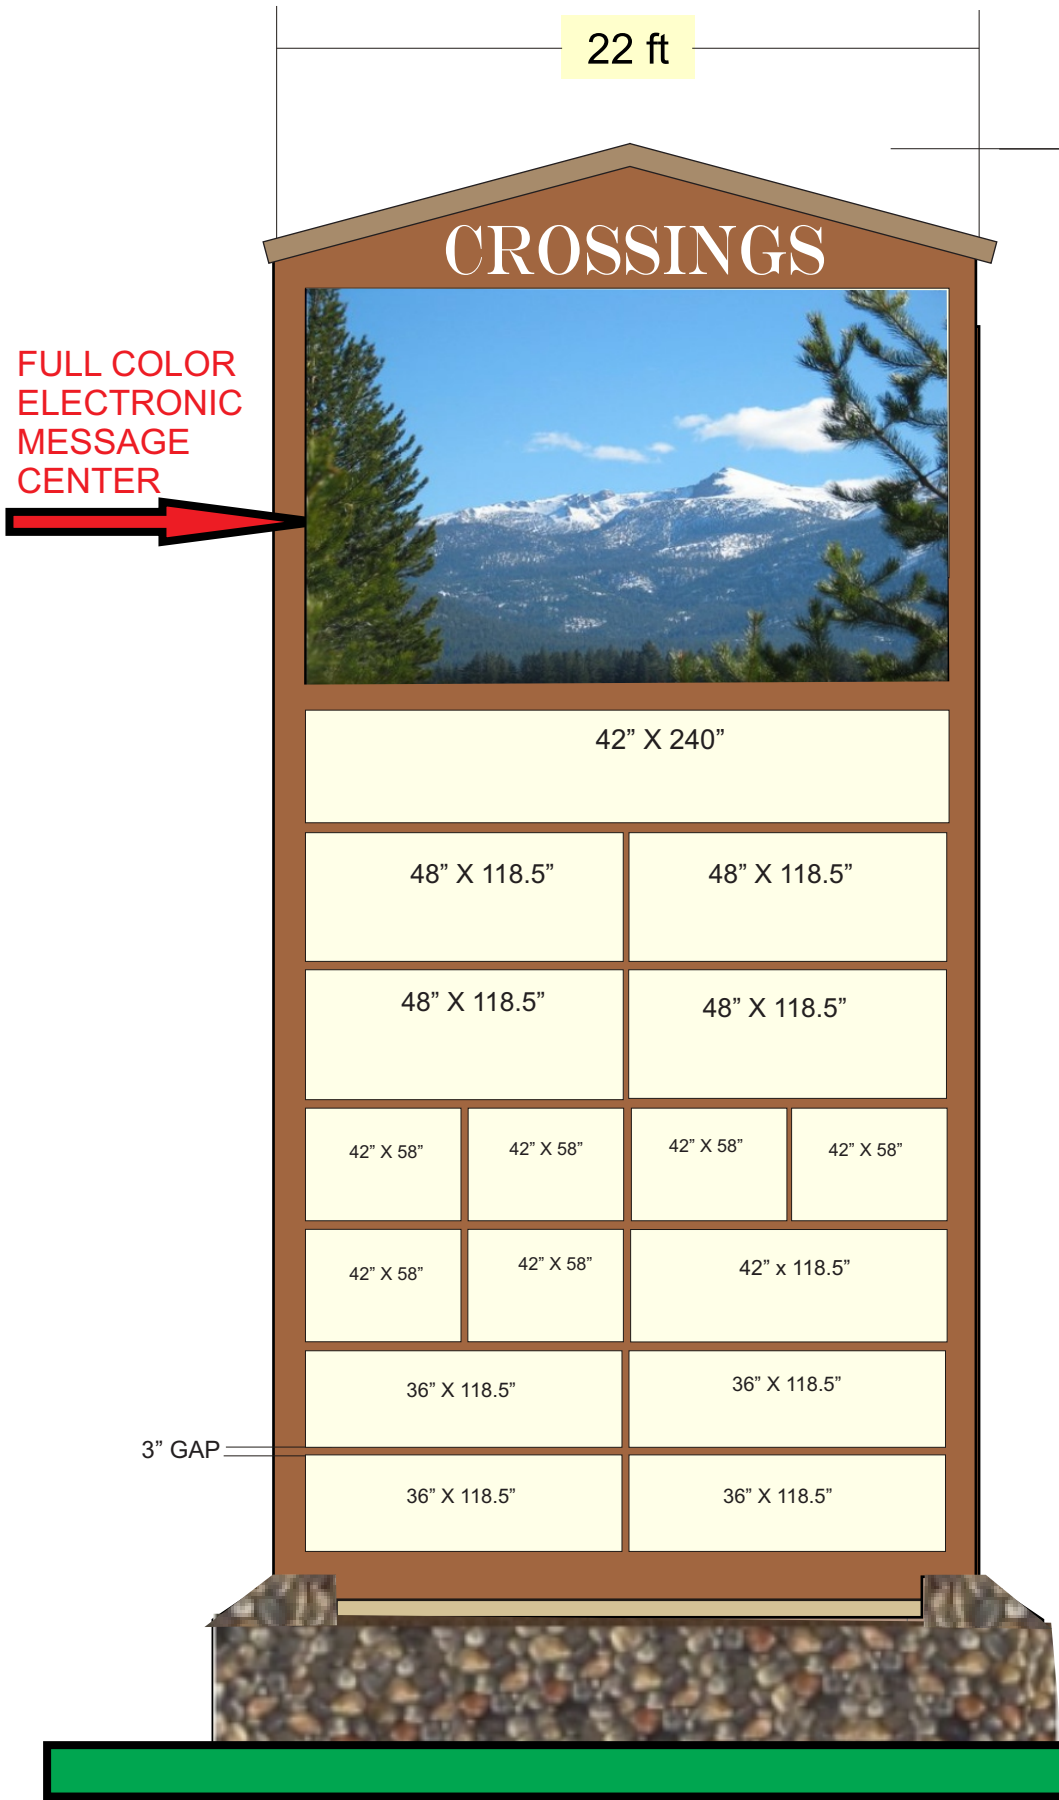 22 ft
CROSSINGS
FULL COLOR
ELECTRONIC
MESSAGE
CENTER
42” X 240”
48” X 118.5”
48” X 118.5”
48” X 118.5”
48” X 118.5”
42” X 58”
42” X 58”
42” X 58”
42” X 58”
42” X 58”
42” X 58”
42” x 118.5”
36” X 118.5”
36” X 118.5”
3” GAP
36” X 118.5”
36” X 118.5”